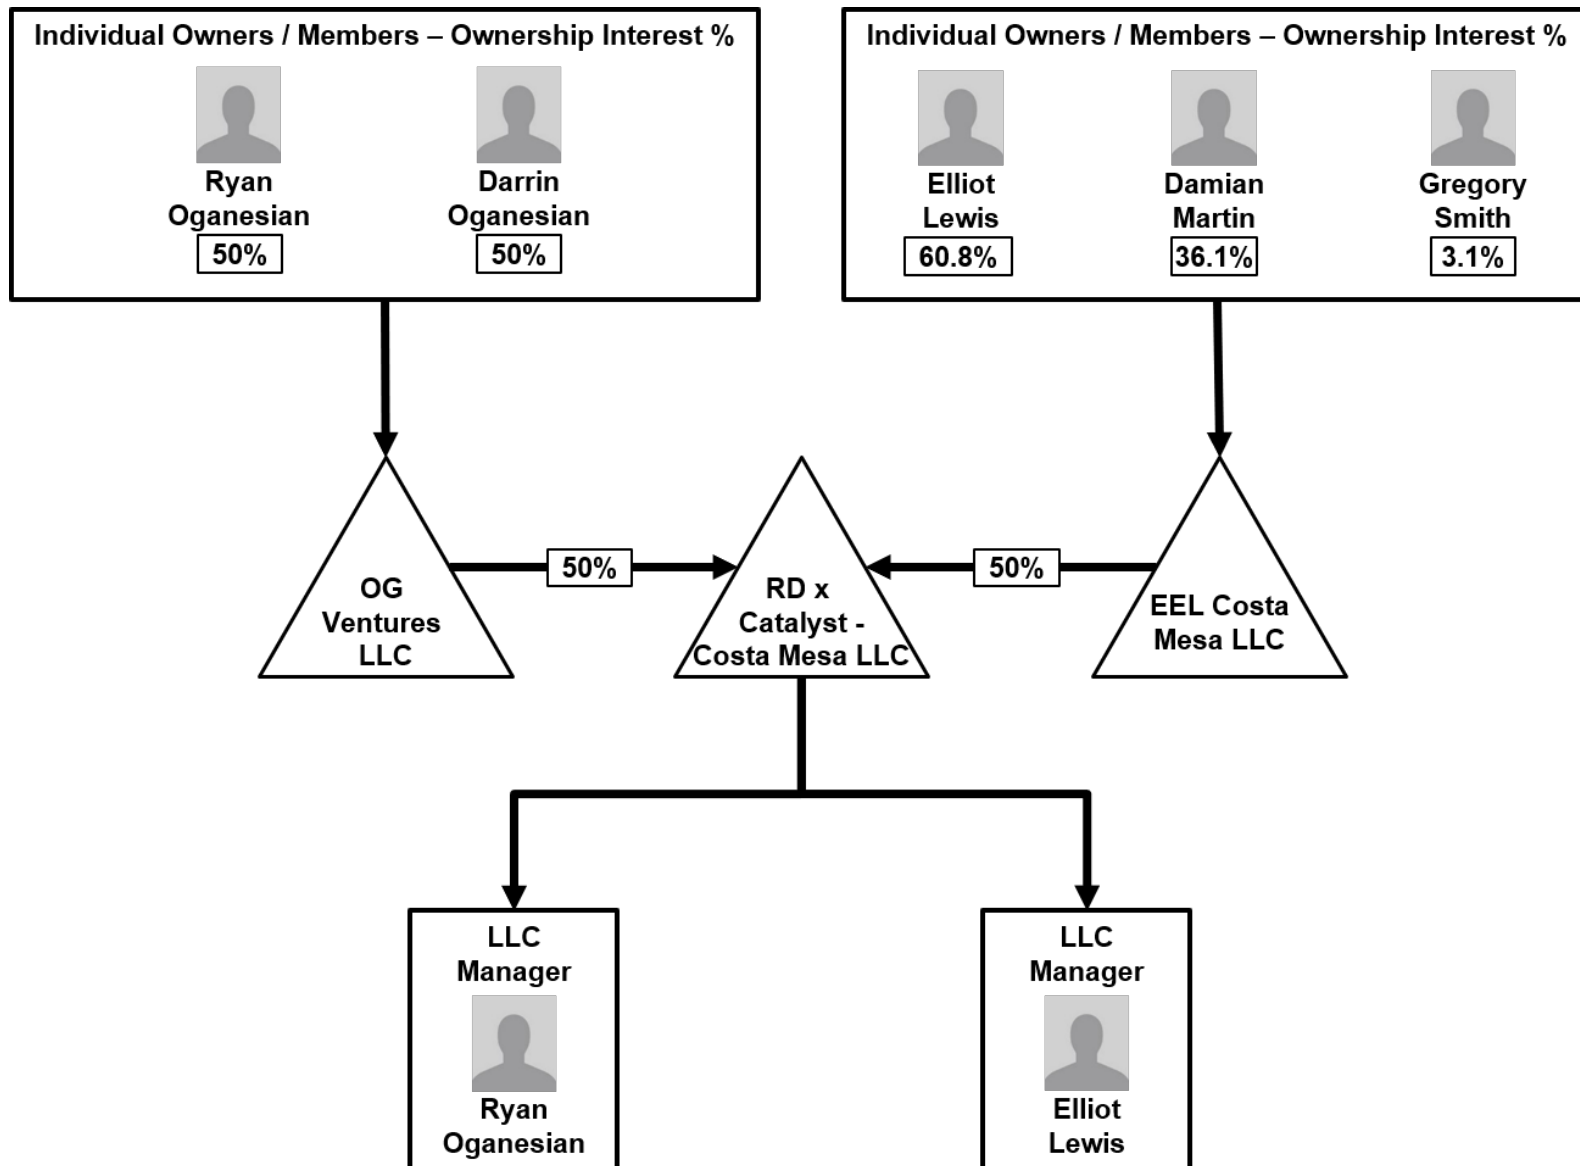 Individual Owners / Members – Ownership Interest %
Ryan
Oganesian
50%
Darrin
Oganesian
50%
Individual Owners / Members – Ownership Interest %
Elliot
Lewis
60.8%
Damian
Martin
36.1%
Gregory
Smith
3.1%
OG
Ventures
LLC
50%
RD x
Catalyst -
Costa Mesa LLC
50%
EEL Costa
Mesa LLC
LLC
Manager
Ryan
Oganesian
LLC
Manager
Elliot
Lewis